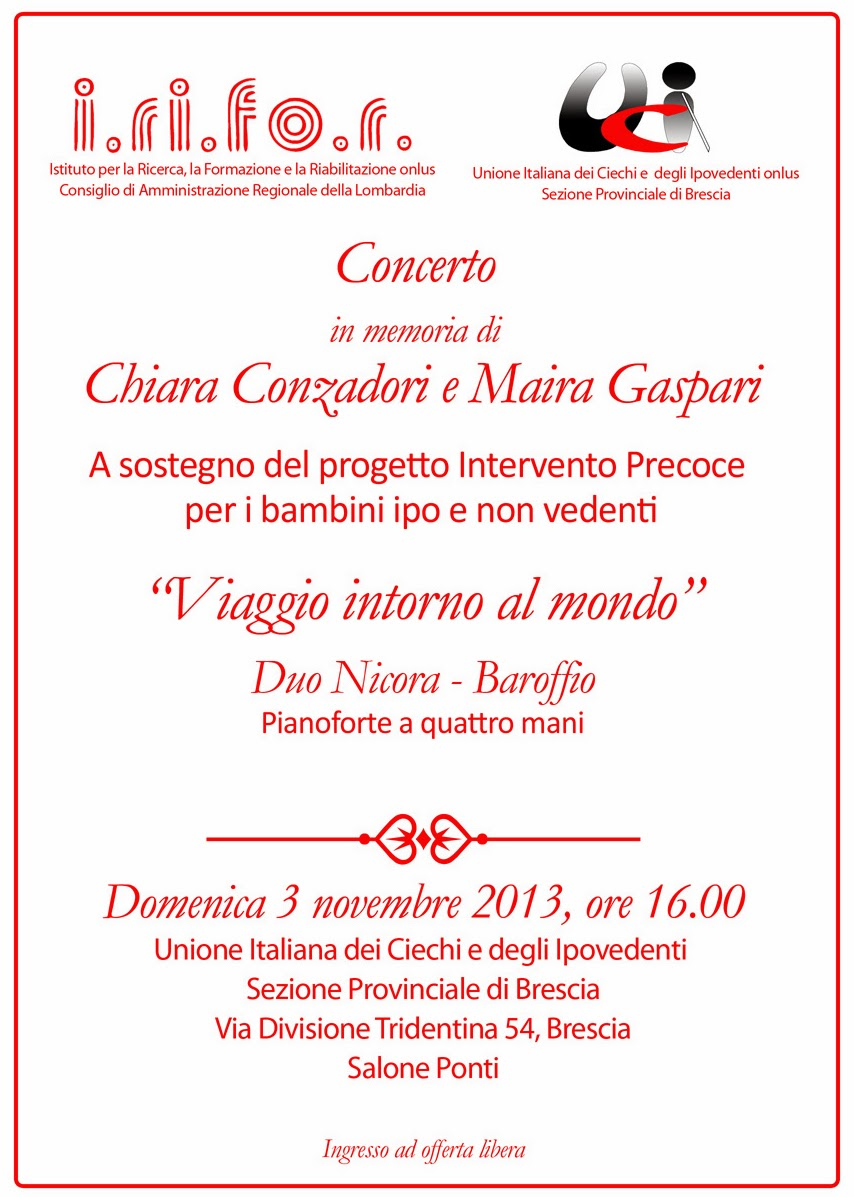 i.ri.fo.r.
Istituto per la Ricerca, la Formazione e la Riabilitazione onlus
Consiglio di Amministrazione Regionale della Lombardia
UCi
Unione Italiana dei Ciechi e degli Ipovedenti onlus
Sezione Provinciale di Brescia
Concerto
in memoria di
Chiara Conzadori e Maira Gaspari
A sostegno del progetto Intervento Precoce
per i bambini ipo e non vedenti
“Viaggio intorno al mondo”
Duo Nicora - Baroffio
Pianoforte a quattro mani
Domenica 3 novembre 2013, ore 16.00
Unione Italiana dei Ciechi e degli Ipovedenti
Sezione Provinciale di Brescia
Via Divisione Tridentina 54, Brescia
Salone Ponti
Ingresso ad offerta libera